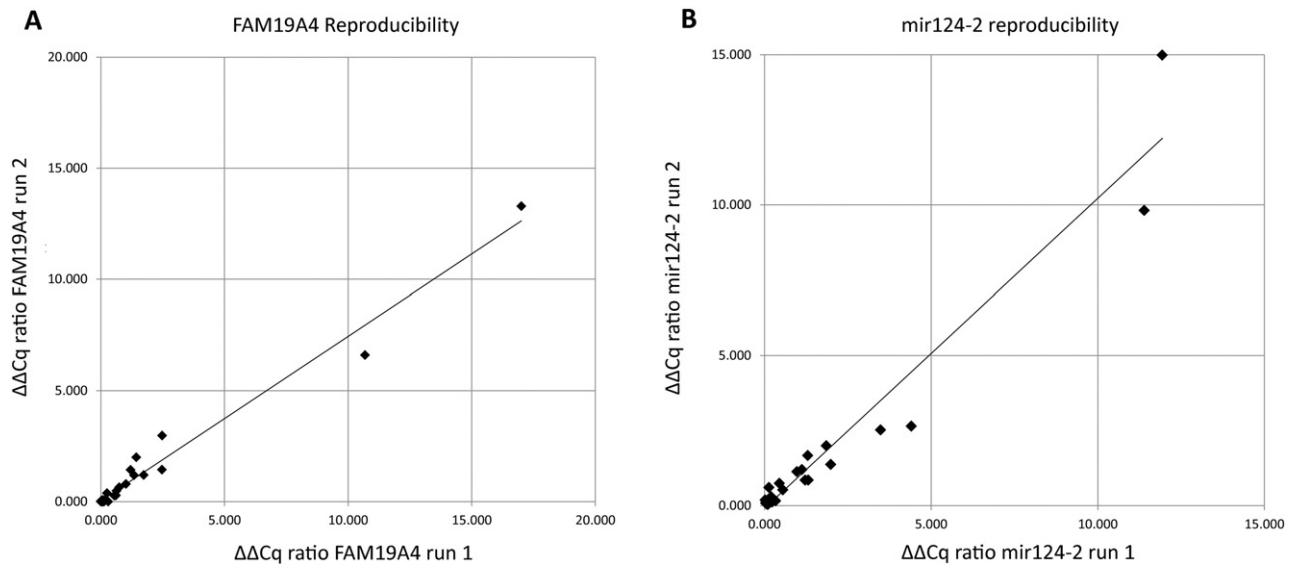 A
FAM19A4 Reproducibility
20.000
15.000
10.000
5.000
0.000
0.000
5.000
10.000
15.000
20.000
ΔΔCq ratio FAM19A4 run 2
ΔΔCq ratio FAM19A4 run 1
B
mir124-2 reproducibility
15.000
10.000
5.000
0.000
0.000
5.000
10.000
15.000
ΔΔCq ratio mir124-2 run 2
ΔΔCq ratio mir124-2 run 1